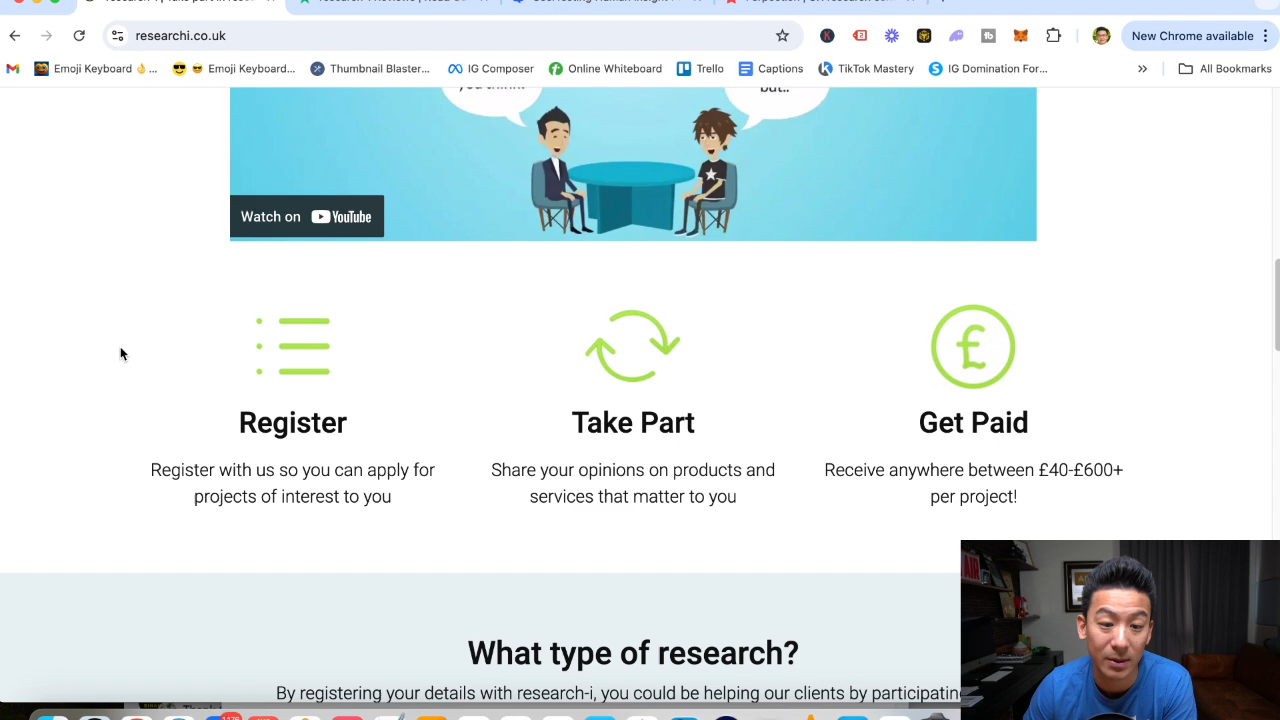 researchi.co.uk
New Chrome available
Emoji Keyboard 👌 ...
😎 Emoji Keyboard...
Thumbnail Blaster...
IG Composer
Online Whiteboard
Trello
Captions
TikTok Mastery
IG Domination For...
All Bookmarks
but..
Watch on YouTube
Register
Take Part
Get Paid
Register with us so you can apply for
projects of interest to you
Share your opinions on products and
services that matter to you
Receive anywhere between £40-£600+
per project!
What type of research?
By registering your details with research-i, you could be helping our clients by participating